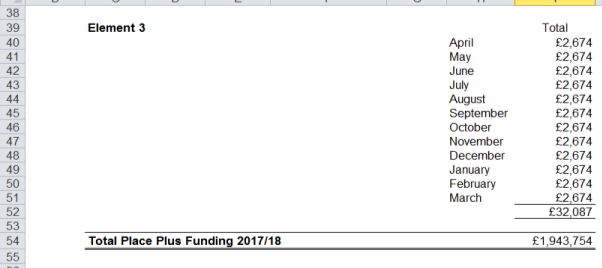 38
39 Element 3 Total
40 April £2,674
41 May £2,674
42 June £2,674
43 July £2,674
44 August £2,674
45 September £2,674
46 October £2,674
47 November £2,674
48 December £2,674
49 January £2,674
50 February £2,674
51 March £2,674
52 £32,087
53
54 Total Place Plus Funding 2017/18 £1,943,754
55